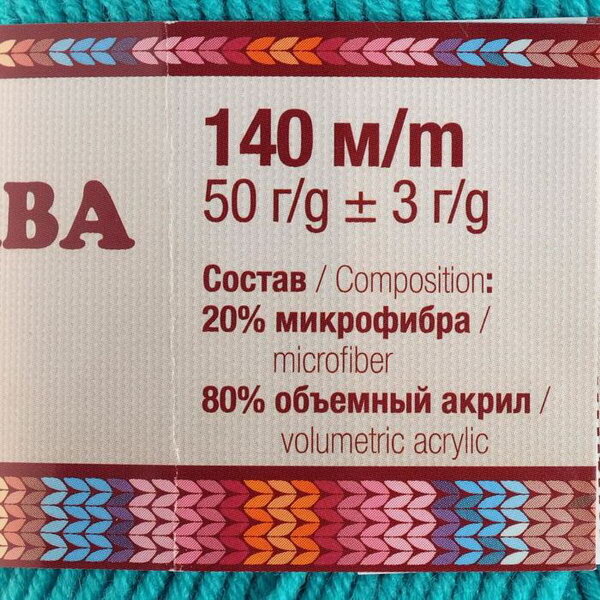 140 м/m
50 г/g ± 3 г/g
ВА
Состав / Composition:
20% микрофибра /
microfiber
80% объемный акрил /
volumetric acrylic